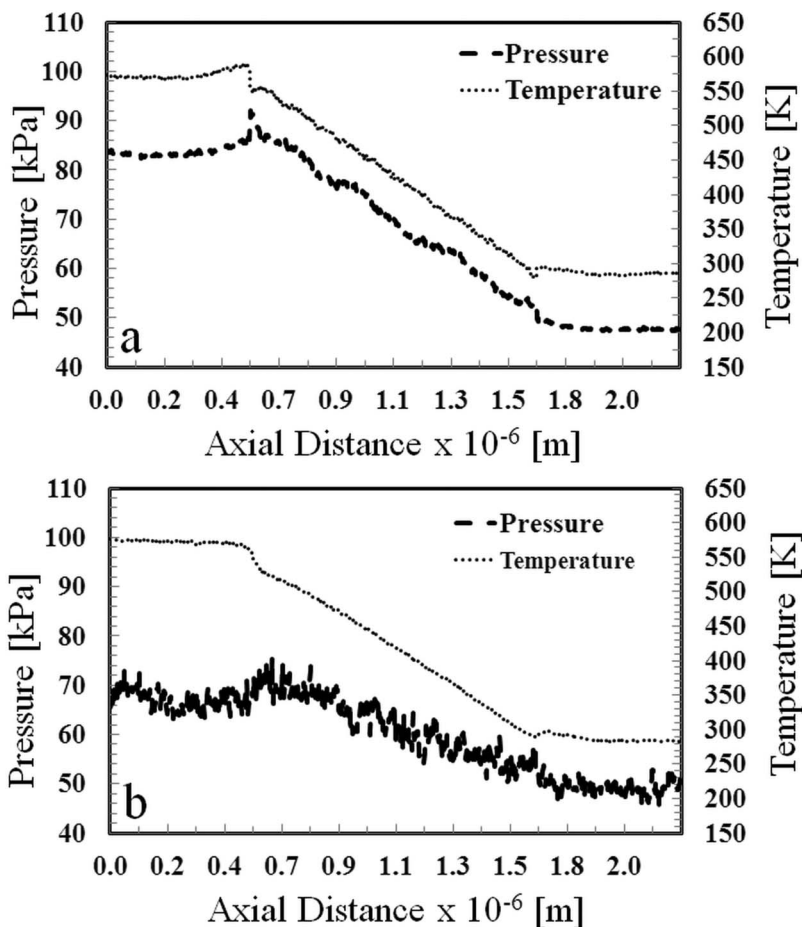 110
100
90
80
70
60
50
40
Pressure [kPa]
Pressure
Temperature
650
600
550
500
450
400
350
300
250
200
150
Temperature [K]
a
0.0 0.2 0.4 0.7 0.9 1.1 1.3 1.5 1.8 2.0
Axial Distance x 10⁻⁶ [m]
110
100
90
80
70
60
50
40
Pressure [kPa]
Pressure
Temperature
650
600
550
500
450
400
350
300
250
200
150
Temperature [K]
b
0.0 0.2 0.4 0.7 0.9 1.1 1.3 1.5 1.8 2.0
Axial Distance x 10⁻⁶ [m]